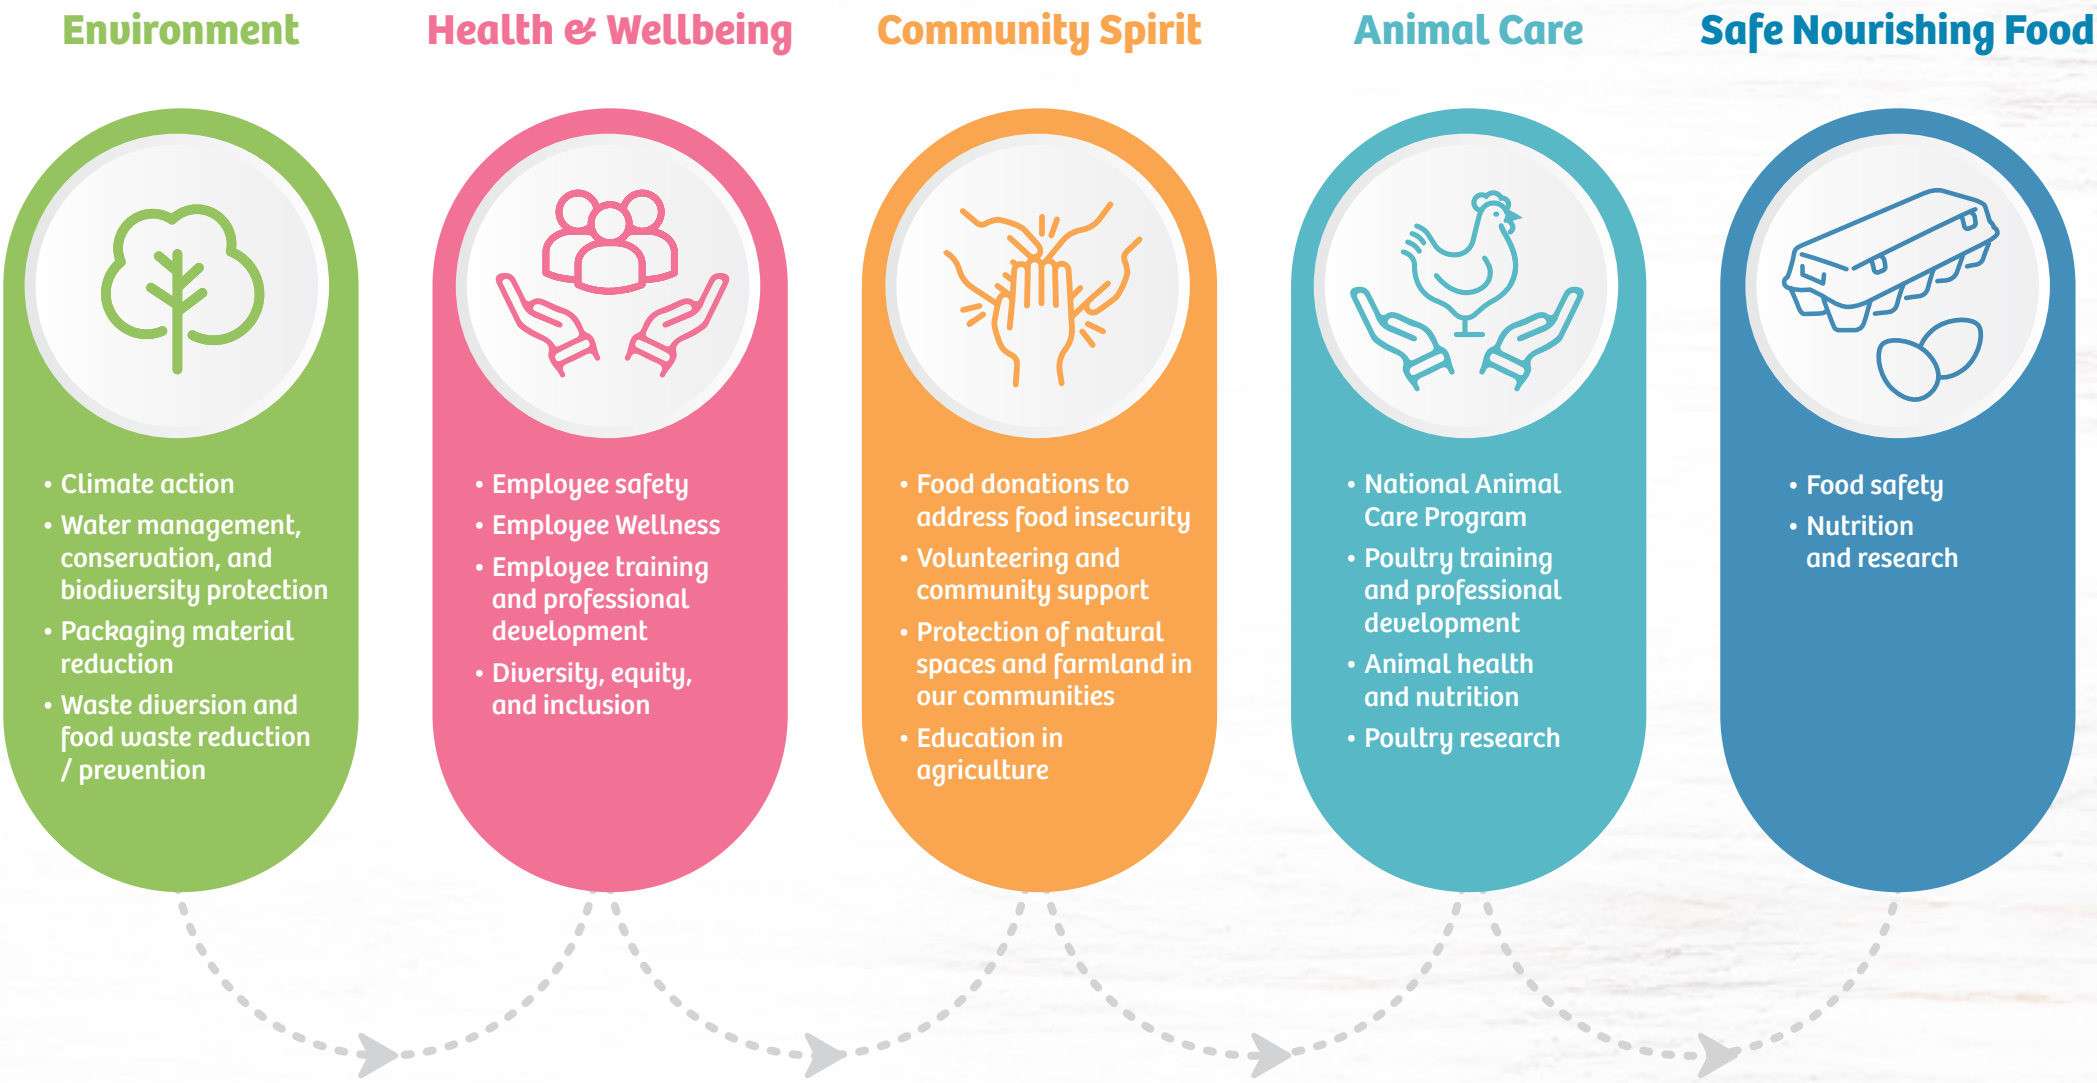 Environment
• Climate action
• Water management,
conservation, and
biodiversity protection
• Packaging material
reduction
• Waste diversion and
food waste reduction
/ prevention
Health & Wellbeing
• Employee safety
• Employee Wellness
• Employee training
and professional
development
• Diversity, equity,
and inclusion
Community Spirit
• Food donations to
address food insecurity
• Volunteering and
community support
• Protection of natural
spaces and farmland in
our communities
• Education in
agriculture
Animal Care
• National Animal
Care Program
• Poultry training
and professional
development
• Animal health
and nutrition
• Poultry research
Safe Nourishing Food
• Food safety
• Nutrition
and research